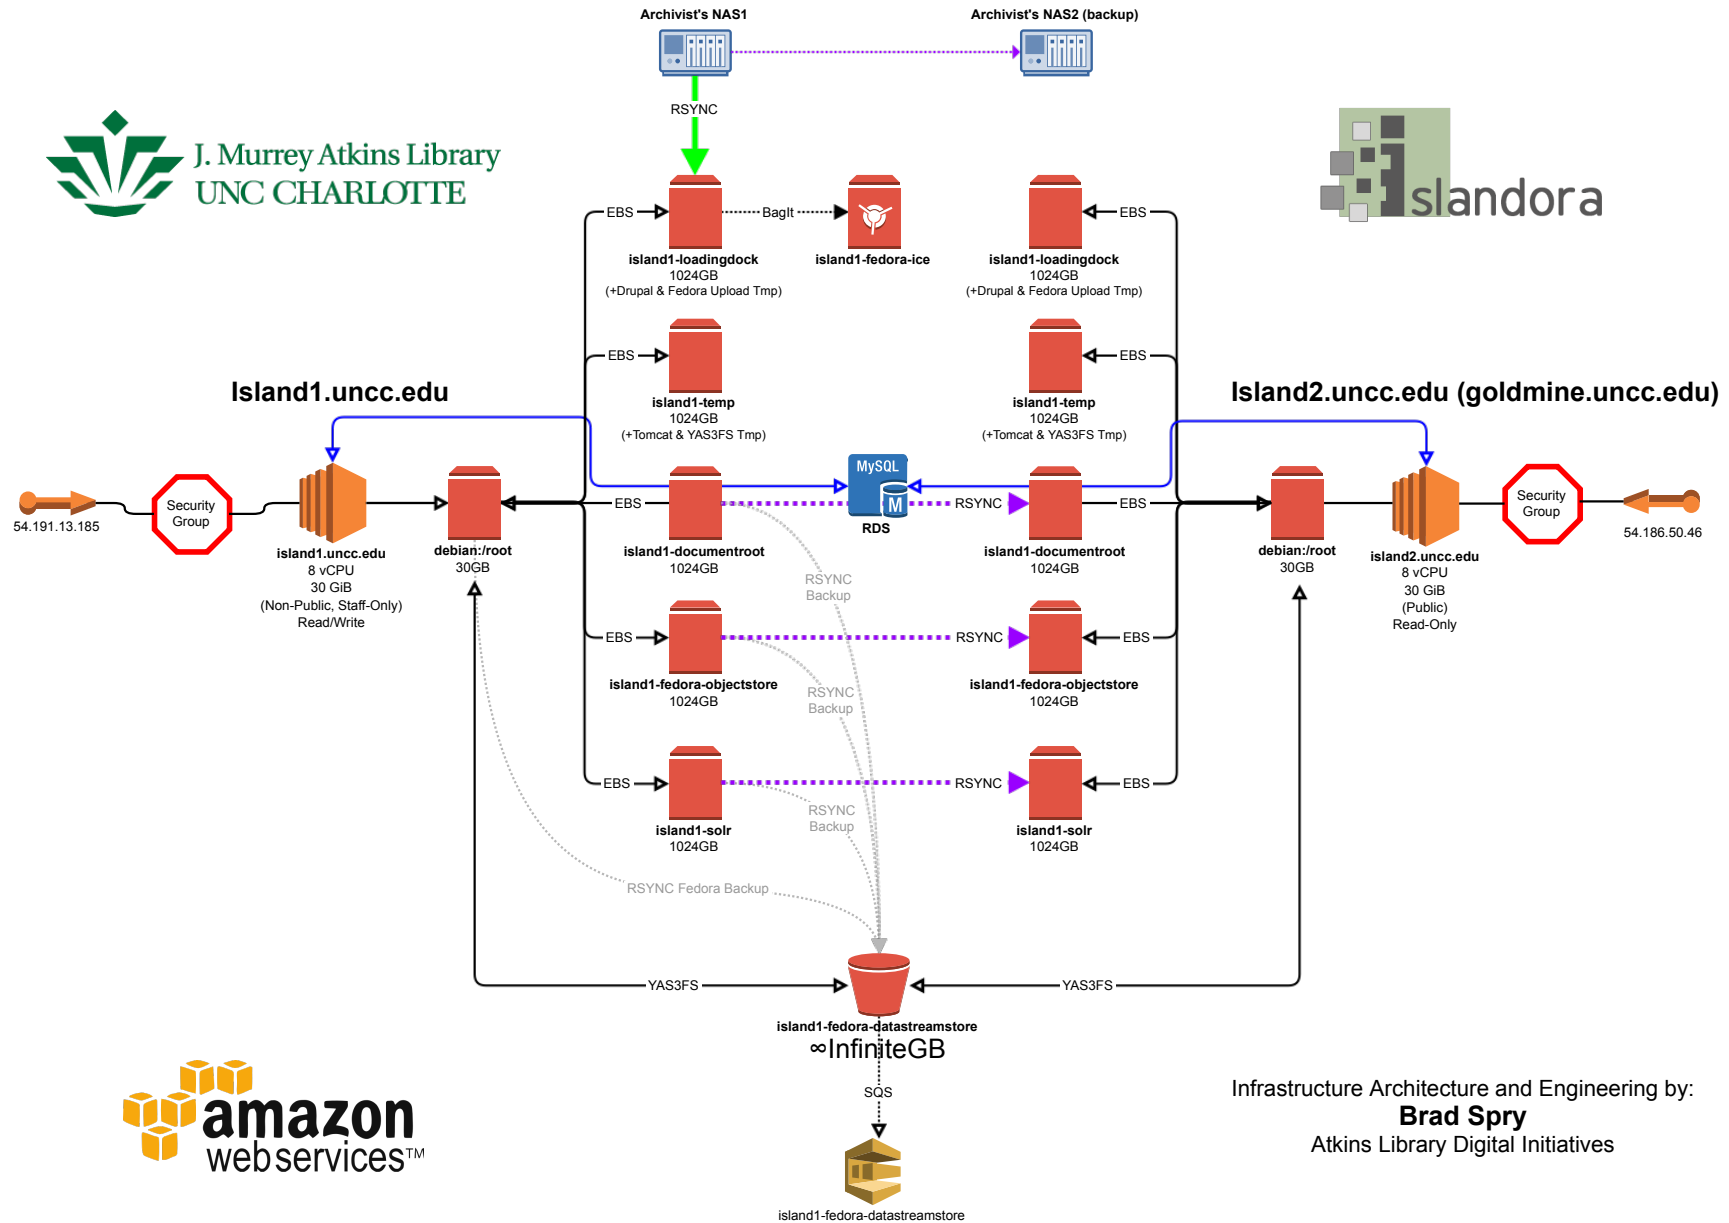 Archivist's NAS1
Archivist's NAS2 (backup)
RSYNC
J. Murrey Atkins Library
UNC CHARLOTTE
islandora
EBS
BagIt
EBS
island1-loadingdock
1024GB
(+Drupal & Fedora Upload Tmp)
island1-fedora-ice
island1-loadingdock
1024GB
(+Drupal & Fedora Upload Tmp)
EBS
EBS
Island1.uncc.edu
Island2.uncc.edu (goldmine.uncc.edu)
island1-temp
1024GB
(+Tomcat & YAS3FS Tmp)
island1-temp
1024GB
(+Tomcat & YAS3FS Tmp)
MySQL
M
RDS
54.191.13.185
Security
Group
EBS
RSYNC
EBS
Security
Group
54.186.50.46
island1.uncc.edu
8 vCPU
30 GiB
(Non-Public, Staff-Only)
Read/Write
debian:/root
30GB
island1-documentroot
1024GB
island1-documentroot
1024GB
debian:/root
30GB
island2.uncc.edu
8 vCPU
30 GiB
(Public)
Read-Only
RSYNC
Backup
EBS
RSYNC
EBS
island1-fedora-objectstore
1024GB
island1-fedora-objectstore
1024GB
RSYNC
Backup
EBS
RSYNC
EBS
RSYNC
Backup
island1-solr
1024GB
island1-solr
1024GB
RSYNC Fedora Backup
YAS3FS
YAS3FS
island1-fedora-datastreamstore
∞InfiniteGB
SQS
island1-fedora-datastreamstore
amazon
webservices™
Infrastructure Architecture and Engineering by:
Brad Spry
Atkins Library Digital Initiatives